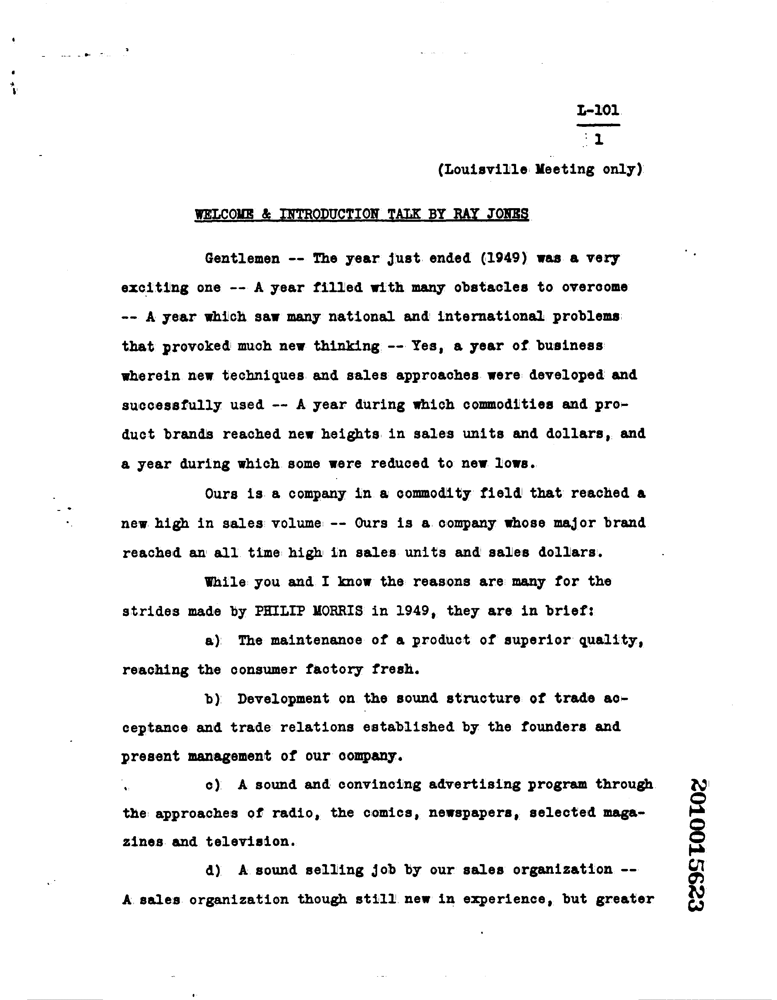 L-101
1
(Louisville Meeting only)
WELCOME & INTRODUCTION TALK BY RAY JONES
Gentlemen -- The year just ended (1949) was a very
exciting one -- A year filled with many obstacles to overcome
-- A year which saw many national and international problems
that provoked much new thinking -- Yes, a year of business
wherein new techniques and sales approaches were developed and
successfully used -- A year during which commodities and pro-
duct brands reached new heights in sales units and dollars, and
a year during which some were reduced to new lows.
Ours is a company in a commodity field that reached a
new high in sales volume -- Ours is a company whose major brand
reached an all time high in sales units and sales dollars.
While you and I know the reasons are many for the
strides made by PHILIP MORRIS in 1949, they are in brief:
a) The maintenance of a product of superior quality,
reaching the consumer factory fresh.
b) Development on the sound structure of trade ac-
ceptance and trade relations established by the founders and
present management of our company.
c) A sound and convincing advertising program through
the approaches of radio, the comics, newspapers, selected maga-
zines and television.
d) A sound selling job by our sales organization --
A sales organization though still new in experience, but greater
2010015623